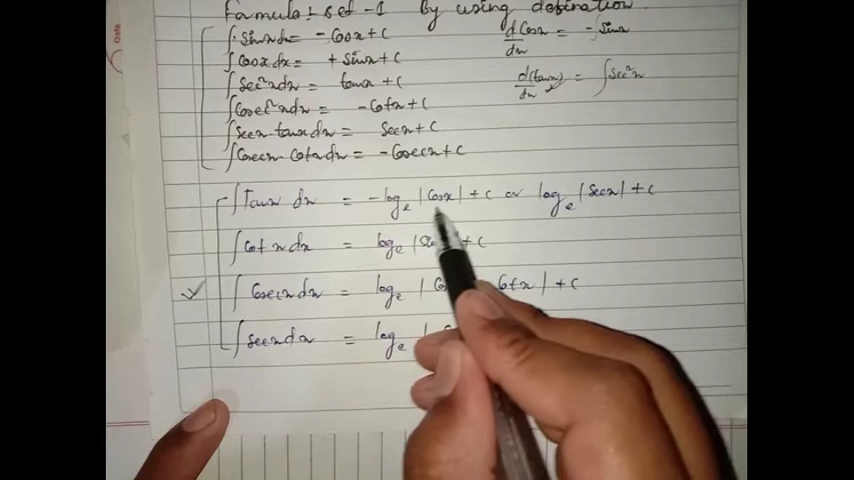 Formula: set -1 By using defination
∫ sinx dx = - Cosx + C
d Cosx / dx = - sinx
∫ Cosx dx = + sinx + C
∫ sec²x dx = tanx + C
d(tanx) / dx = ∫ sec²x
∫ Cosec²x dx = - Cotx + C
∫ secx tanx dx = Secx + C
∫ Cosecx cotx dx = - Cosecx + C
∫ Tanx dx = - logₑ |Cosx| + C or logₑ |Secx| + C
∫ Cot x dx = logₑ | + C
∫ Cosecx dx = logₑ | Cotx | + C
∫ secx dx = logₑ |